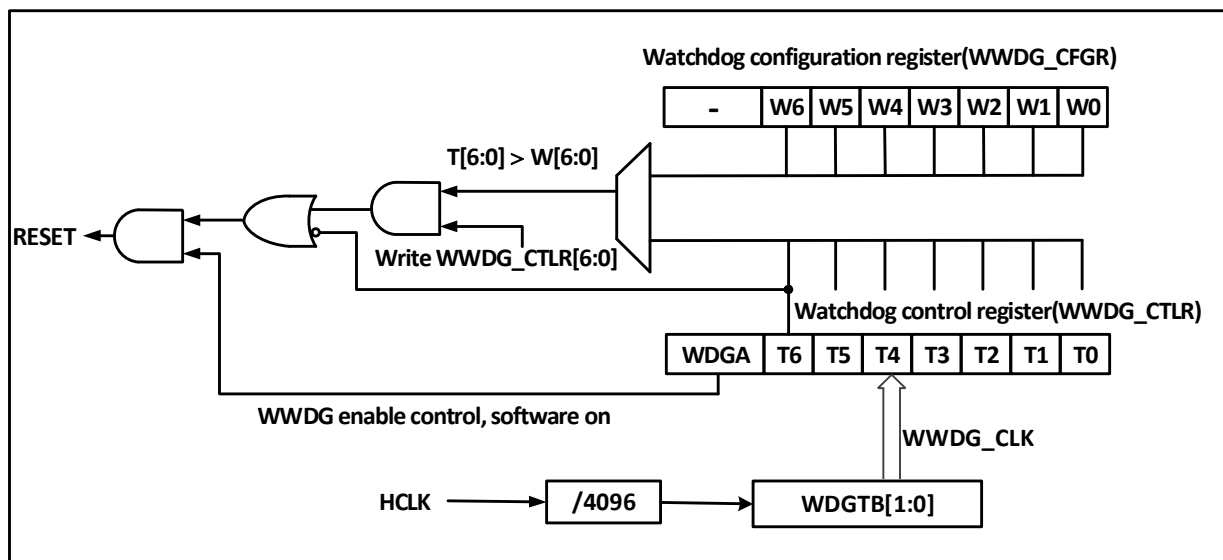 Watchdog configuration register(WWDG_CFGR)
- W6 W5 W4 W3 W2 W1 W0
T[6:0] > W[6:0]
RESET
Write WWDG_CTLR[6:0]
Watchdog control register(WWDG_CTLR)
WDGA T6 T5 T4 T3 T2 T1 T0
WWDG enable control, software on
WWDG_CLK
HCLK /4096 WDGTB[1:0]